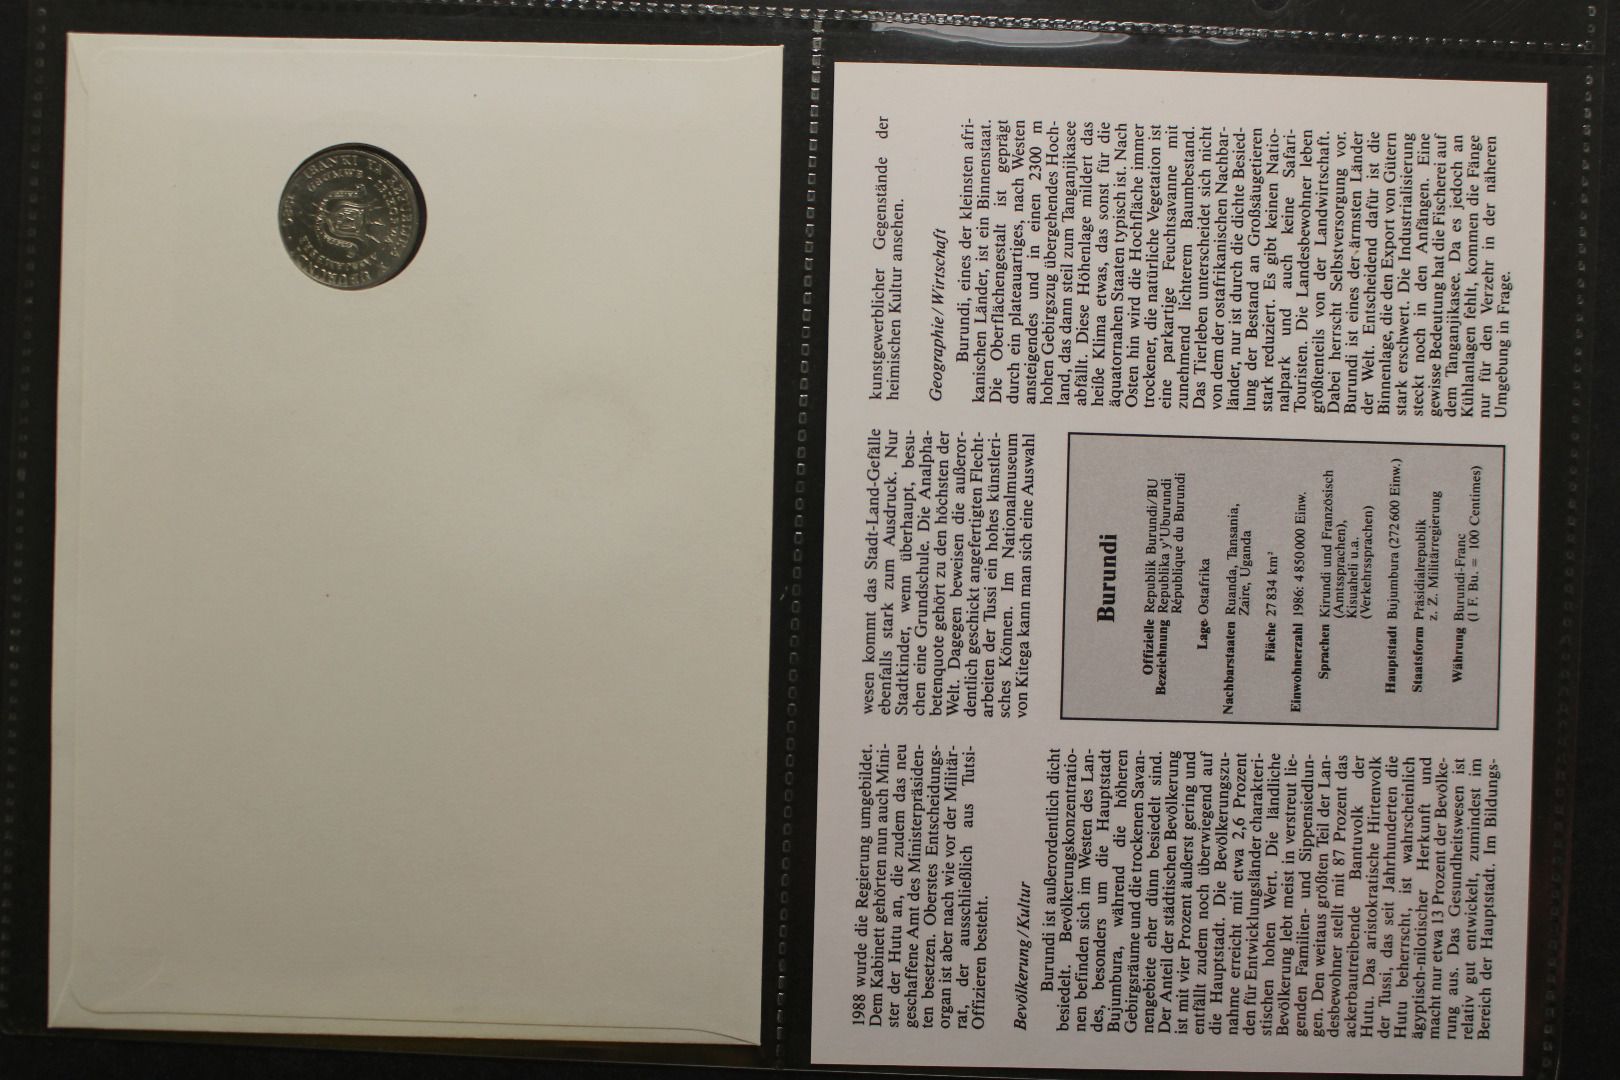 1988 wurde die Regierung umgebildet.
Dem Kabinett gehörten nun auch Mini-
ster der Hutu an, die zudem das neu
geschaffene Amt des Ministerpräsiden-
ten besetzen. Oberstes Entscheidungs-
organ ist aber nach wie vor der Militär-
rat, der ausschließlich aus Tutsi-
Offizieren besteht.
Bevölkerung/Kultur
Burundi ist außerordentlich dicht
besiedelt. Bevölkerungskonzentratio-
nen befinden sich im Westen des Lan-
des, besonders um die Hauptstadt
Bujumbura, während die höheren
Gebirgsräume und die trockenen Savan-
nengebiete eher dünn besiedelt sind.
Der Anteil der städtischen Bevölkerung
ist mit vier Prozent äußerst gering und
entfällt zudem noch überwiegend auf
die Hauptstadt. Die Bevölkerungszu-
nahme erreicht mit etwa 2,6 Prozent
den für Entwicklungsländer charakteri-
stischen hohen Wert. Die ländliche
Bevölkerung lebt meist in verstreut lie-
genden Familien- und Sippensiedlun-
gen. Den weitaus größten Teil der Lan-
desbewohner stellt mit 87 Prozent das
ackerbautreibende Bantuvolk der
Hutu. Das aristokratische Hirtenvolk
der Tussi, das seit Jahrhunderten die
Hutu beherrscht, ist wahrscheinlich
ägyptisch-nilotischer Herkunft und
macht nur etwa 13 Prozent der Bevölke-
rung aus. Das Gesundheitswesen ist
relativ gut entwickelt, zumindest im
Bereich der Hauptstadt. Im Bildungs-
wesen kommt das Stadt-Land-Gefälle
ebenfalls stark zum Ausdruck. Nur
Stadtkinder, wenn überhaupt, besu-
chen eine Grundschule. Die Analpha-
betenquote gehört zu den höchsten der
Welt. Dagegen beweisen die außeror-
dentlich geschickt angefertigten Flecht-
arbeiten der Tussi ein hohes künstleri-
sches Können. Im Nationalmuseum
von Kitega kann man sich eine Auswahl
Burundi
Offizielle Republik Burundi/BU
Bezeichnung Republika y'Uburundi
République du Burundi
Lage Ostafrika
Nachbarstaaten Ruanda, Tansania,
Zaire, Uganda
Fläche 27 834 km²
Einwohnerzahl 1986: 4 850 000 Einw.
Sprachen Kirundi und Französisch
(Amtssprachen),
Kisuaheli u.a.
(Verkehrssprachen)
Hauptstadt Bujumbura (272 600 Einw.)
Staatsform Präsidialrepublik
z. Z. Militärregierung
Währung Burundi-Franc
(1 F. Bu. = 100 Centimes)
kunstgewerblicher Gegenstände der
heimischen Kultur ansehen.
Geographie/Wirtschaft
Burundi, eines der kleinsten afri-
kanischen Länder, ist ein Binnenstaat.
Die Oberflächengestalt ist geprägt
durch ein plateauartiges, nach Westen
ansteigendes und in einen 2300 m
hohen Gebirgszug übergehendes Hoch-
land, das dann steil zum Tanganjikasee
abfällt. Diese Höhenlage mildert das
heiße Klima etwas, das sonst für die
äquatornahen Staaten typisch ist. Nach
Osten hin wird die Hochfläche immer
trockener, die natürliche Vegetation ist
eine parkartige Feuchtsavanne mit
zunehmend lichterem Baumbestand.
Das Tierleben unterscheidet sich nicht
von dem der ostafrikanischen Nachbar-
länder, nur ist durch die dichte Besied-
lung der Bestand an Großsäugetieren
stark reduziert. Es gibt keinen Natio-
nalpark und auch keine Safari-
Touristen. Die Landesbewohner leben
größtenteils von der Landwirtschaft.
Dabei herrscht Selbstversorgung vor.
Burundi ist eines der ärmsten Länder
der Welt. Entscheidend dafür ist die
Binnenlage, die den Export von Gütern
stark erschwert. Die Industrialisierung
steckt noch in den Anfängen. Eine
gewisse Bedeutung hat die Fischerei auf
dem Tanganjikasee. Da es jedoch an
Kühlanlagen fehlt, kommen die Fänge
nur für den Verzehr in der näheren
Umgebung in Frage.